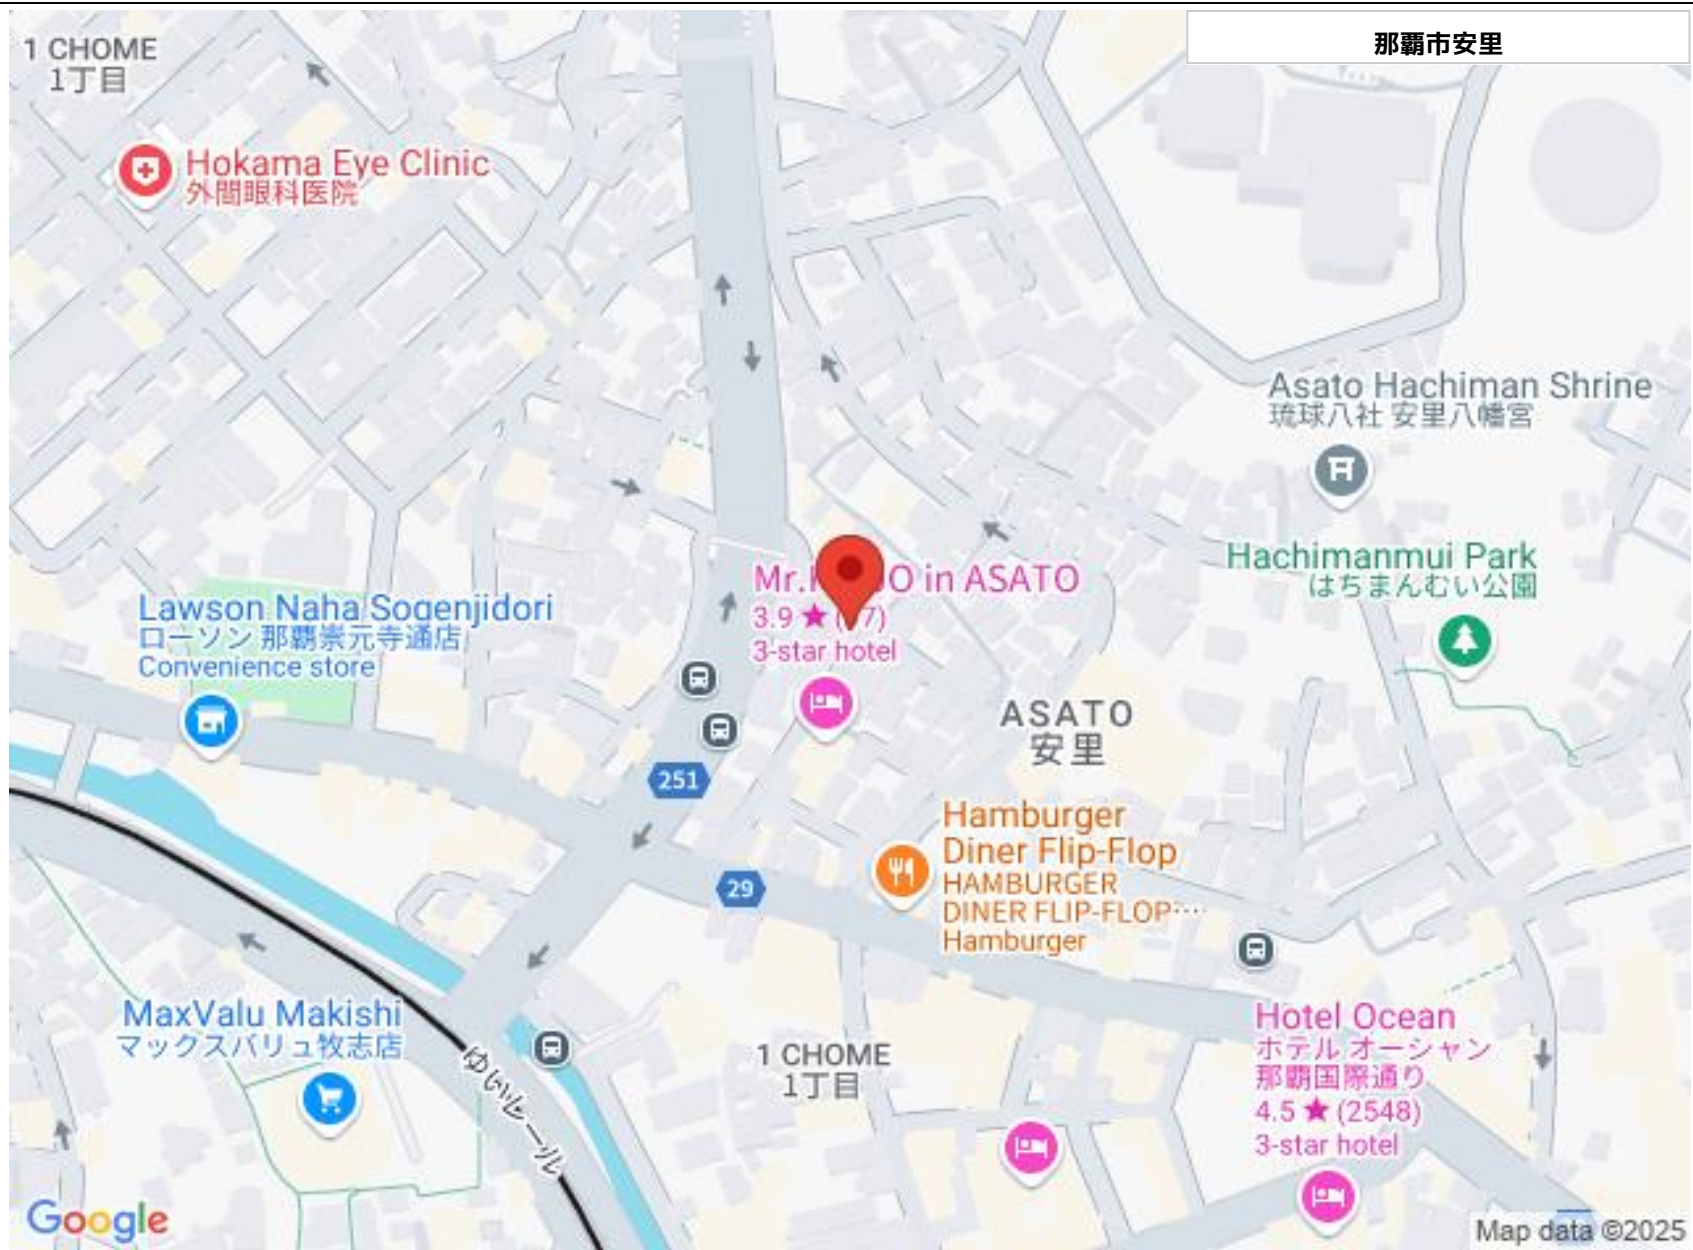 那覇市安里
1 CHOME
1丁目
Hokama Eye Clinic
外間眼科医院
Asato Hachiman Shrine
琉球八社 安里八幡宮
Hachimanmui Park
はちまんむい公園
O in ASATO
3.9 ★
3-star hotel
Lawson Naha Sogenjidori
ローソン 那覇崇元寺通店
Convenience store
ASATO
安里
251
29
Hamburger
Diner Flip-Flop
HAMBURGER
DINER FLIP-FLOP····
Hamburger
MaxValu Makishi
マックスバリュ牧志店
ゆいレール
1 CHOME
1丁目
Hotel Ocean
ホテル オーシャン
那覇国際通り
4.5 ★ (2548)
3-star hotel
Google
Map data ©2025